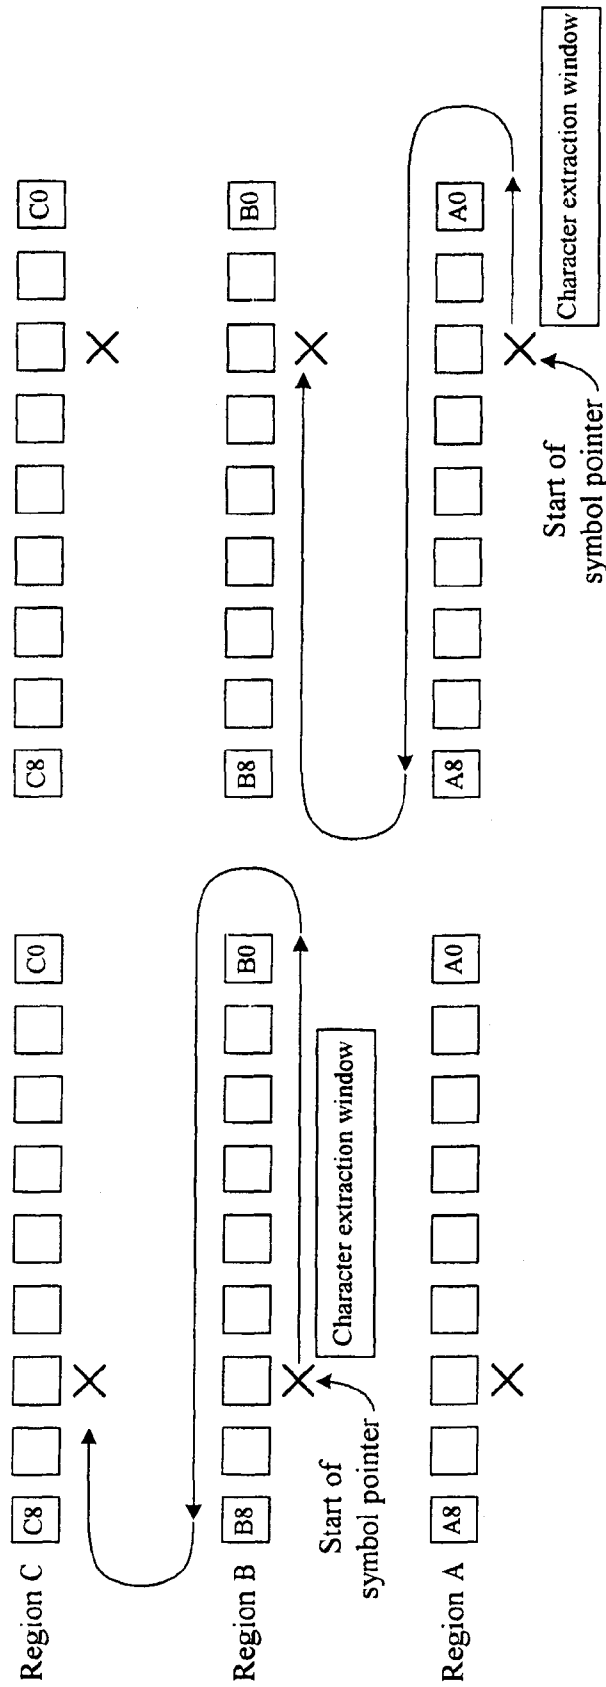 Region C C8 C0 C8 C0
Region B B8 B0 B8 B0
Start of
symbol pointer
Character extraction window
Region A A8 A0 A8 A0
Start of
symbol pointer
Character extraction window